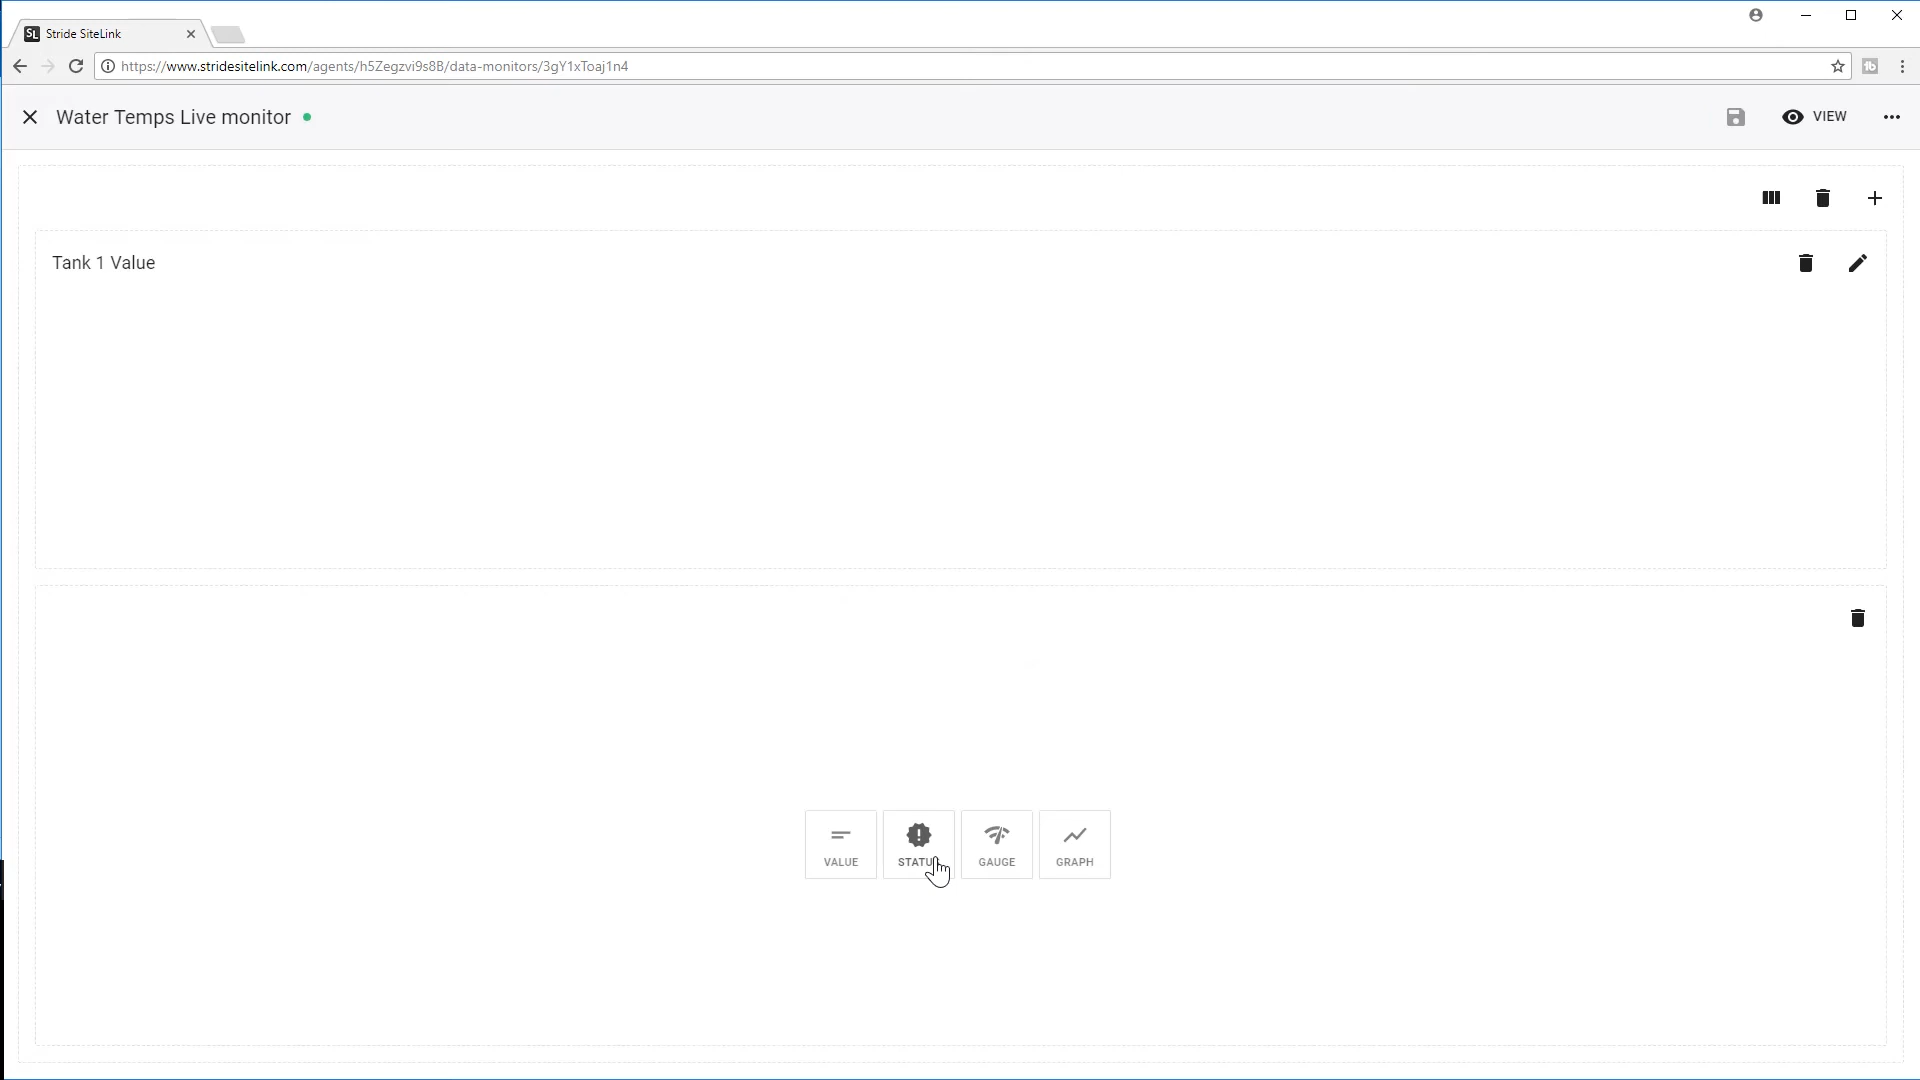 SL Stride SiteLink
https://www.stridesitelink.com/agents/h5Zegzvi9s8B/data-monitors/3gY1xToaj1n4
Water Temps Live monitor
VIEW
Tank 1 Value
VALUE
GAUGE
GRAPH